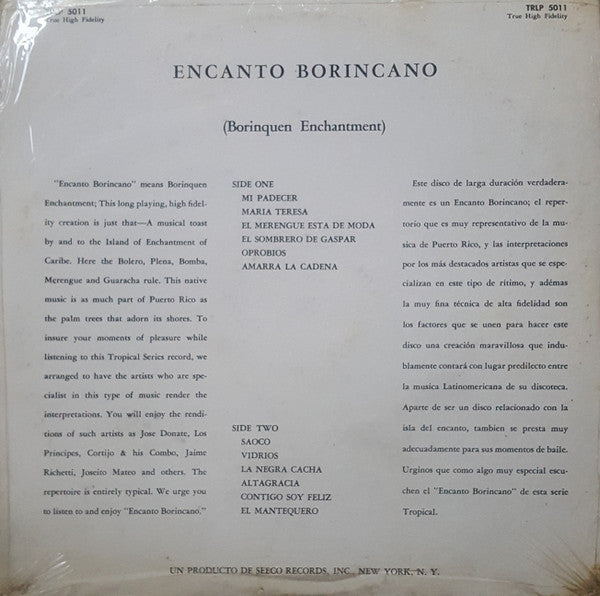 5011
True High Fidelity
TRLP 5011
True High Fidelity
ENCANTO BORINCANO
(Borinquen Enchantment)
"Encanto Borincano" means Borinquen
Enchantment; This long playing, high fidel-
ity creation is just that—A musical toast
by and to the Island of Enchantment of
Caribe. Here the Bolero, Plena, Bomba,
Merengue and Guaracha rule. This native
music is as much part of Puerto Rico as
the palm trees that adorn its shores. To
insure your moments of pleasure while
listening to this Tropical Series record, we
arranged to have the artists who are spe-
cialist in this type of music render the
interpretations. You will enjoy the rendi-
tions of such artists as Jose Donate, Los
Principes, Cortijo & his Combo, Jaime
Richetti, Joseito Mateo and others. The
repertoire is entirely typical. We urge you
to listen to and enjoy "Encanto Borincano."
SIDE ONE
MI PADECER
MARIA TERESA
EL MERENGUE ESTA DE MODA
EL SOMBRERO DE GASPAR
OPROBIOS
AMARRA LA CADENA
SIDE TWO
SAOCO
VIDRIOS
LA NEGRA CACHA
ALTAGRACIA
CONTIGO SOY FELIZ
EL MANTEQUERO
Este disco de larga duración verdadera-
mente es un Encanto Borincano; el reper-
torio que es muy representativo de la mu-
sica de Puerto Rico, y las interpretaciones
por los más destacados artistas que se espe-
cializan en este tipo de rítimo, y adémas
la muy fina técnica de alta fidelidad son
los factores que se unen para hacer este
disco una creación maravillosa que indu-
blamente contará con lugar predilecto entre
la musica Latinomericana de su discoteca.
Aparte de ser un disco relacionado con la
isla del encanto, tambien se presta muy
adecuadamente para sus momentos de baile.
Urginos que como algo muy especial escu-
chen el "Encanto Borincano" de esta serie
Tropical.
UN PRODUCTO DE SEECO RECORDS, INC., NEW YORK, N. Y.